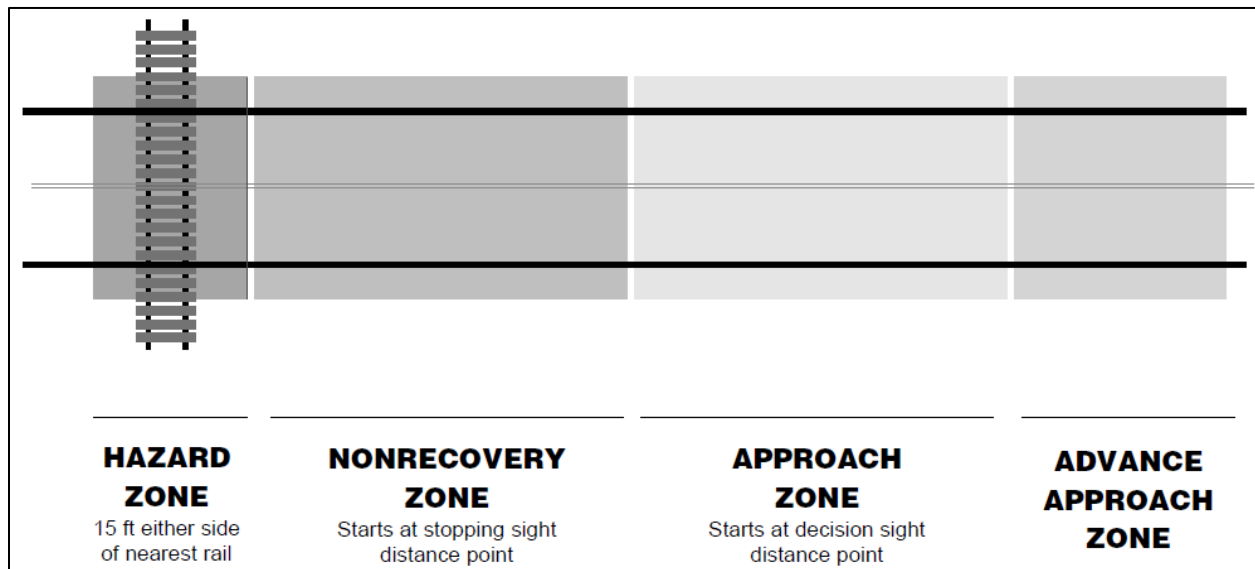 HAZARD
ZONE
15 ft either side
of nearest rail
NONRECOVERY
ZONE
Starts at stopping sight
distance point
APPROACH
ZONE
Starts at decision sight
distance point
ADVANCE
APPROACH
ZONE